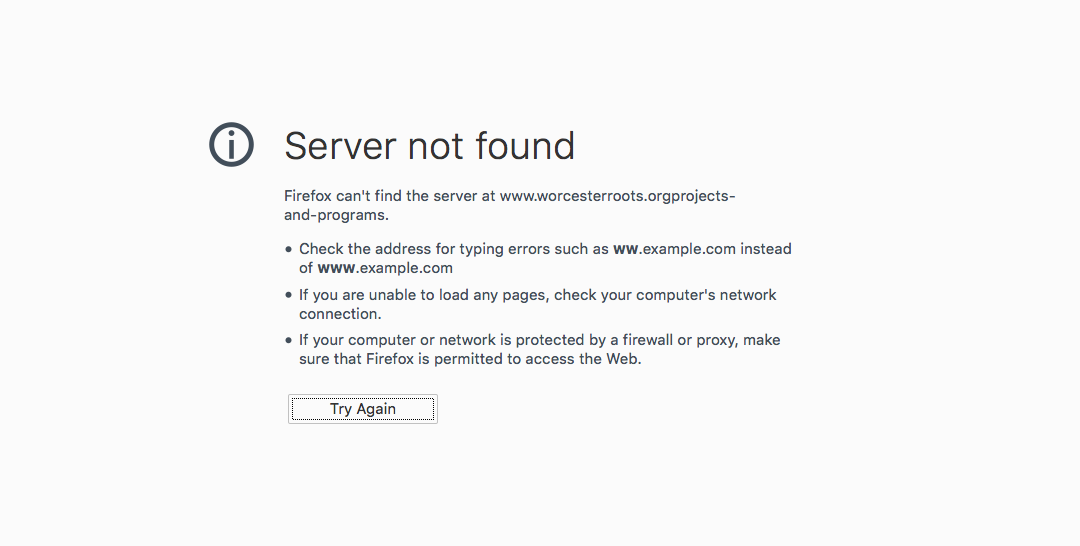 Server not found
Firefox can't find the server at www.worcesterroots.orgprojects-
and-programs.
• Check the address for typing errors such as ww.example.com instead
of www.example.com
• If you are unable to load any pages, check your computer's network
connection.
• If your computer or network is protected by a firewall or proxy, make
sure that Firefox is permitted to access the Web.
Try Again